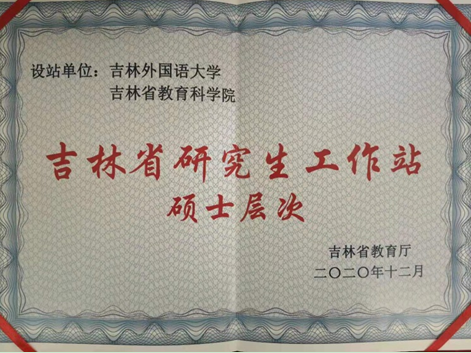 设站单位：吉林外国语大学
吉林省教育科学院
吉林省研究生工作站
硕士层次
吉林省教育厅
二〇二〇年十二月